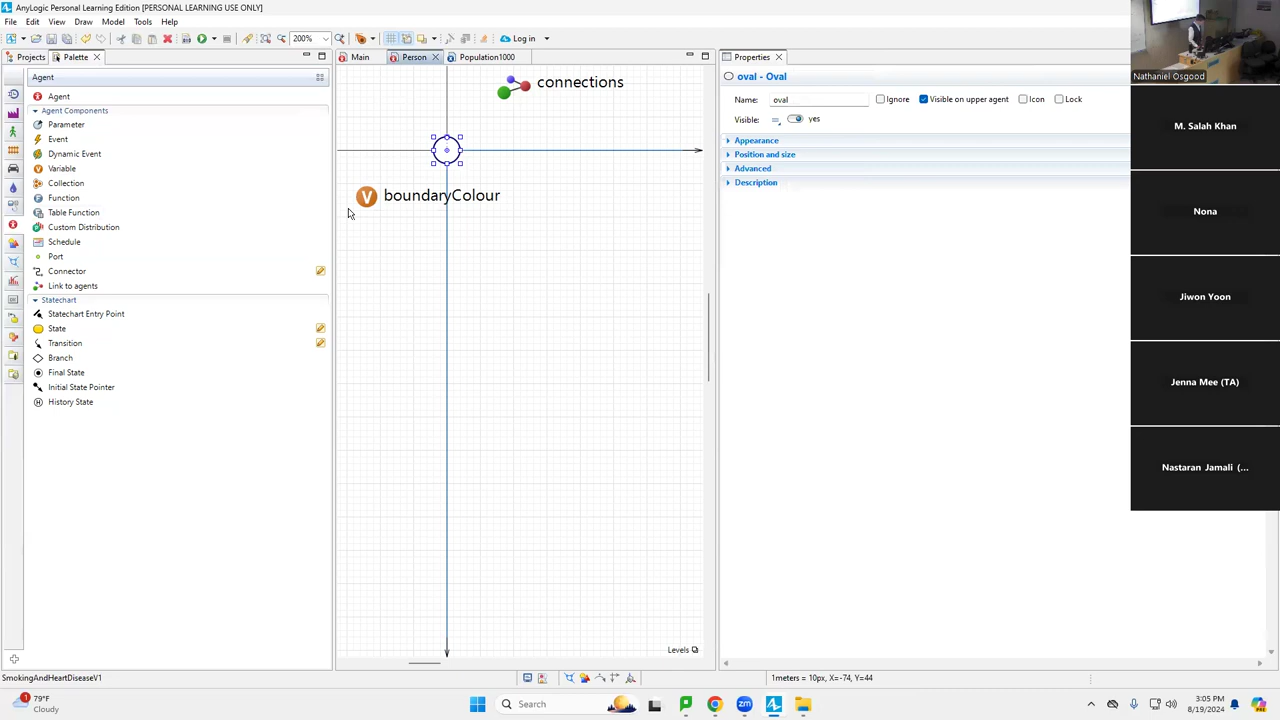 AnyLogic Personal Learning Edition [PERSONAL LEARNING USE ONLY]
File Edit View Draw Model Tools Help
200% Log in
Projects Palette Main Person Population1000 Properties
Agent
Agent
Agent Components
Parameter
Event
Dynamic Event
Variable
Collection
Function
Table Function
Custom Distribution
Schedule
Port
Connector
Link to agents
Statechart
Statechart Entry Point
State
Transition
Branch
Final State
Initial State Pointer
History State
connections
V boundaryColour
Levels
oval - Oval
Name: oval Ignore Visible on upper agent Icon Lock
Visible: = yes
Appearance
Position and size
Advanced
Description
Nathaniel Osgood
M. Salah Khan
Nona
Jiwon Yoon
Jenna Mee (TA)
Nastaran Jamali (...
SmokingAndHeartDiseaseV1 1meters = 10px, X=-74, Y=44
1 79°F
Cloudy
Search
3:05 PM
8/19/2024